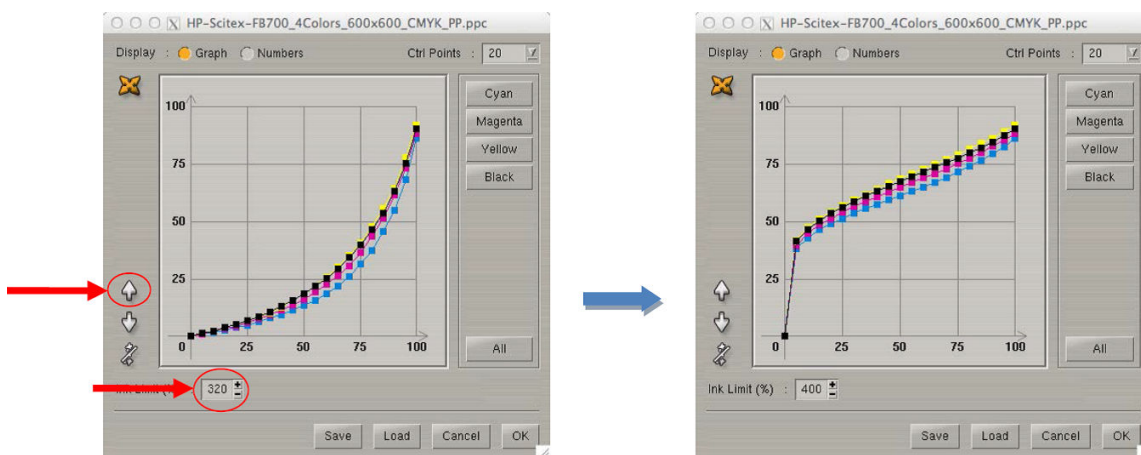 HP-Scitex-FB700_4Colors_600x600_CMYK_PP.ppc
Display : Graph Numbers Ctrl Points : 20
Cyan
100
Magenta
Yellow
75
Black
50
25
0 25 50 75 100
All
Ink Limit (% : 320
Save Load Cancel OK
HP-Scitex-FB700_4Colors_600x600_CMYK_PP.ppc
Display : Graph Numbers Ctrl Points : 20
Cyan
100
Magenta
Yellow
75
Black
50
25
0 25 50 75 100
All
Ink Limit (%) : 400
Save Load Cancel OK